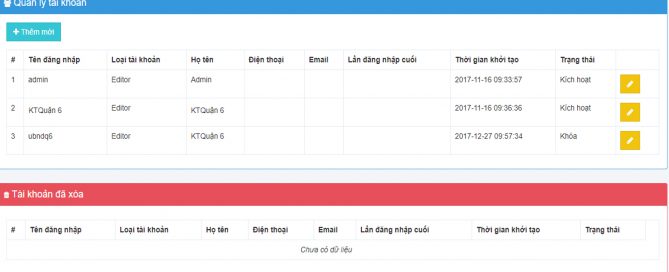 Quản lý tài khoản
+ Thêm mới
# Tên đăng nhập Loại tài khoản Họ tên Điện thoại Email Lần đăng nhập cuối Thời gian khởi tạo Trạng thái
1 admin Editor Admin 2017-11-16 09:33:57 Kích hoạt
2 KTQuận 6 Editor KTQuận 6 2017-11-16 09:36:36 Kích hoạt
3 ubndq6 Editor KTQuận 6 2017-12-27 09:57:34 Khóa
Tài khoản đã xóa
# Tên đăng nhập Loại tài khoản Họ tên Điện thoại Email Lần đăng nhập cuối Thời gian khởi tạo Trạng thái
Chưa có dữ liệu